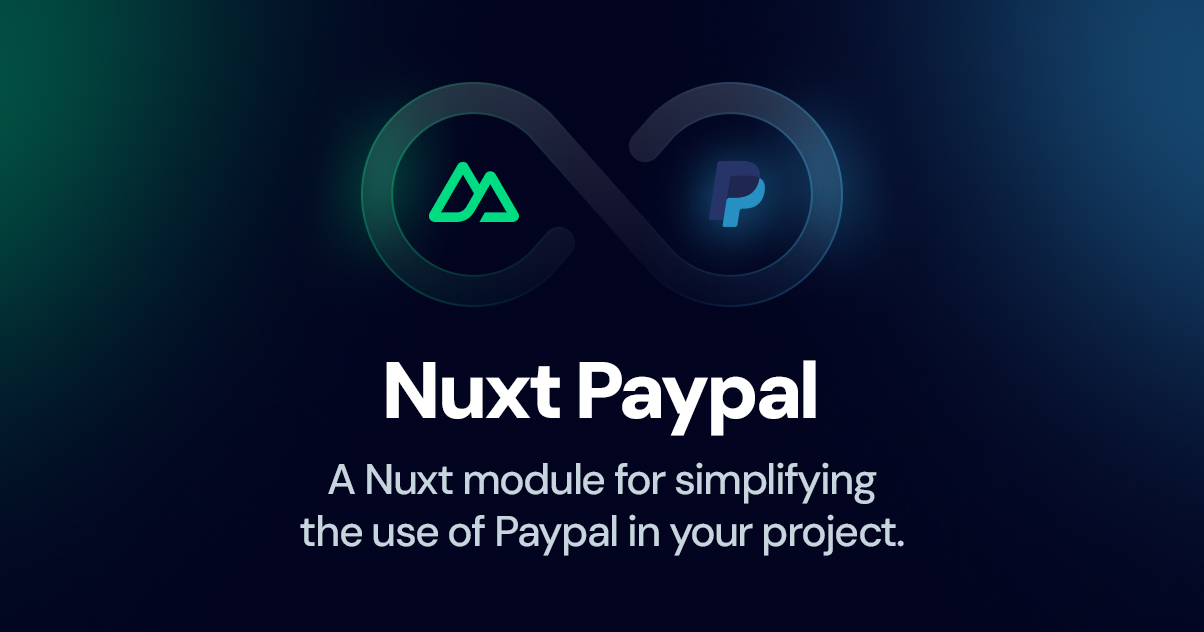 Nuxt Paypal
A Nuxt module for simplifying
the use of Paypal in your project.